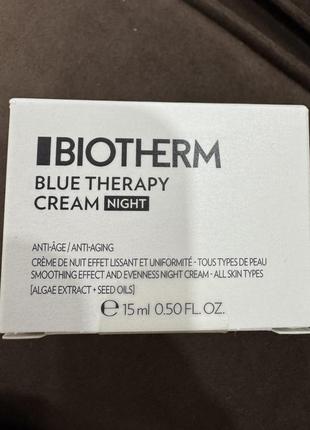 BIOTHERM
BLUE THERAPY
CREAM NIGHT
ANTI-ÂGE / ANTI-AGING
CRÈME DE NUIT EFFET LISSANT ET UNIFORMITÉ - TOUS TYPES DE PEAU
SMOOTHING EFFECT AND EVENNESS NIGHT CREAM - ALL SKIN TYPES
[ALGAE EXTRACT + SEED OILS]
℮ 15 ml 0.50 FL. OZ.